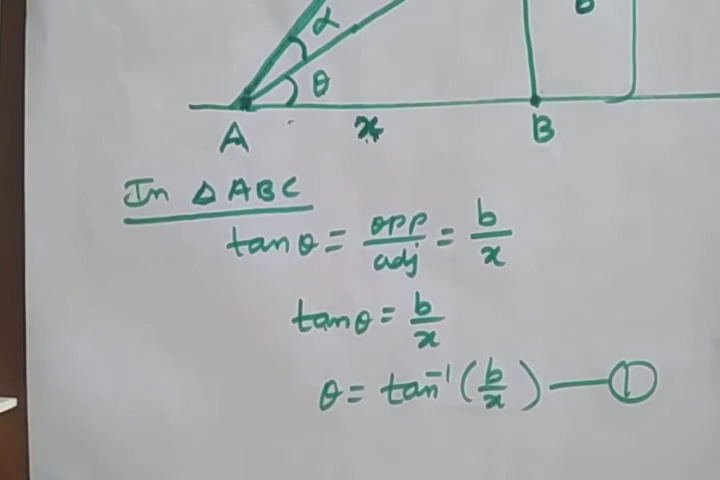 α
b
θ
A
x
B
In △ABC
tanθ = opp/adj = b/x
tanθ = b/x
θ = tan⁻¹(b/x) — ①